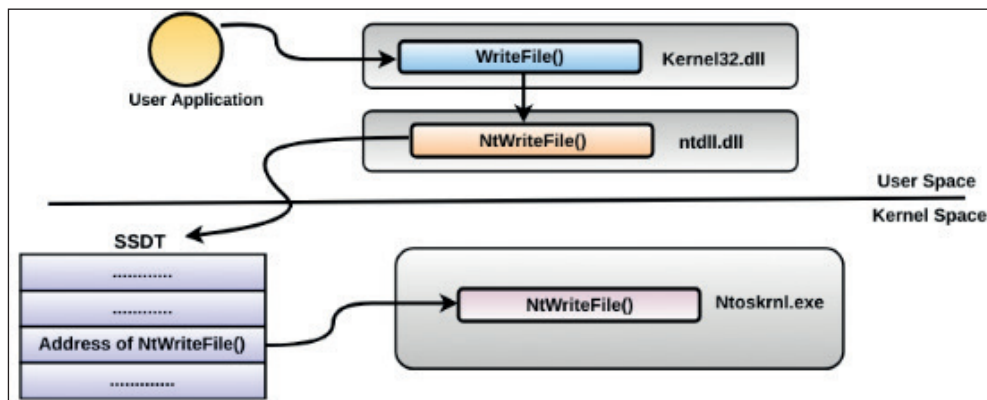 WriteFile()
Kernel32.dll
User Application
NtWriteFile()
ntdll.dll
User Space
Kernel Space
SSDT
............
............
Address of NtWriteFile()
.............
NtWriteFile()
Ntoskrnl.exe